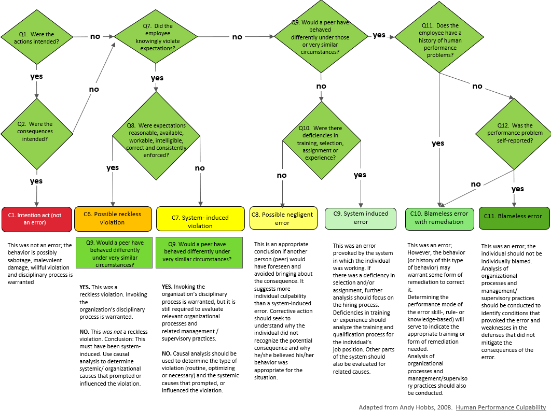 Q1. Were the
actions intended?
no
Q7. Did the
employee
knowingly violate
expectations?
no
Q9. Would a peer have
behaved
differently under those
or very similar
circumstances?
yes
Q11. Does the
employee have a
history of human
performance
problems?
yes
no
yes
no
yes
no
Q2. Were the
consequences
intended?
Q8. Were expectations
reasonable, available,
workable, intelligible,
correct and consistently
enforced?
Q10. Were there
deficiencies in
training, selection,
assignment or
experience?
Q12. Was the
performance problem
self-reported?
yes
yes
no
no
yes
no
yes
C1. Intention act (not
an error)
C6. Possible reckless
violation
C7. System- induced
violation
C8. Possible negligent
error
C9. System induced
error
C10. Blameless error
with remediation
C11. Blameless error
This was not an error; the
behavior is possibly
sabotage, malevolent
damage, willful violation
and disciplinary process is
warranted
Q9. Would a peer have
behaved differently
under very similar
circumstances?
YES. This was a
reckless violation. Invoking
the
organization's disciplinary
process is warranted.
NO. This was not a reckless
violation. Conclusion: This
must have been system-
induced. Use causal
analysis to determine
systemic/ organizational causes
that prompted or
influenced the violation.
Q9. Would a peer have
behaved differently under
very similar circumstances?
YES. Invoking the
organization's disciplinary
process is warranted, but it is
still required to evaluate
relevant organizational
processes and
related management /
supervisory practices.
NO. Causal analysis should be
used to determine the type of
violation (routine, optimizing
or necessary) and the systemic
causes that prompted, or
influenced the violation.
This is an appropriate
conclusion if another
person (peer) would
have foreseen and
avoided bringing about
the consequence. It
suggests more
individual culpability
than a system-induced
error. Corrective action
should seek to
understand why the
individual did not
recognize the potential
consequence and why
he/she believed his/her
behavior was
appropriate for the
situation.
This was an error
provoked by the system
in which the individual
was working. If
there was a deficiency in
selection and/or
assignment, further
analysis should focus on
the hiring process.
Deficiencies in training
or experience should
analyze the training and
qualification process for
the individual's
job position. Other parts
of the system should
also be evaluated for
related causes.
This was an error,
However, the behavior
(or history of this type
of behavior) may
warrant some form of
remediation to correct
it.
Determining the
performance mode of
the error skill-, rule- or
knowledge-based) will
serve to indicate the
appropriate training or
form of remediation
needed.
Analysis of
organizational
processes and
management/superviso
ry practices should also
be conducted.
This was an error, the
individual should not be
individually blamed.
Analysis of
organizational
processes and
management /
supervisory practices
should be conducted to
identify conditions that
provoked the error and
weaknesses in the
defenses that did not
mitigate the
consequences of the
error.
Adapted from Andy Hobbs, 2008, Human Performance Culpability